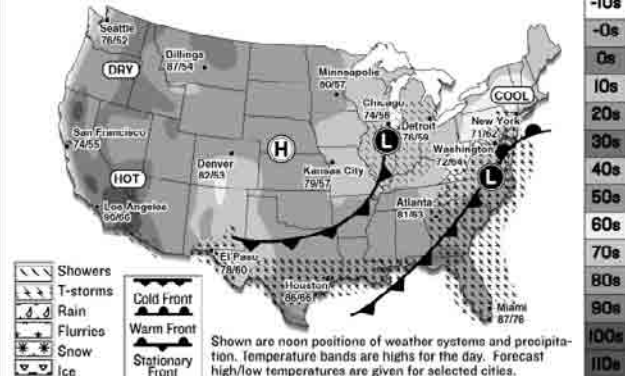 Seattle
76/52
Dillings
87/54
DRY
Minneapolis
80/57
Chicago
74/58
COOL
Detroit
76/59
New York
71/62
San Francisco
74/55
Washington
72/64
L
H
L
HOT
Denver
82/53
Kansas City
79/57
Los Angeles
90/66
Atlanta
81/63
El Paso
78/60
Houston
86/66
Miami
87/76
Showers
T-storms
Rain
Flurries
Snow
Ice
Cold Front
Warm Front
Stationary
Front
Shown are noon positions of weather systems and precipita-
tion. Temperature bands are highs for the day. Forecast
high/low temperatures are given for selected cities.
-10s
-0s
0s
10s
20s
30s
40s
50s
60s
70s
80s
90s
100s
110s